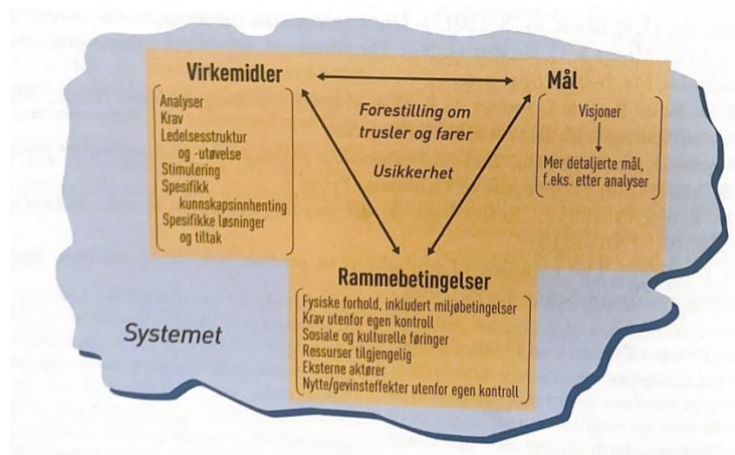 Virkemidler
Analyser
Krav
Ledelsesstruktur
og -utøvelse
Stimulering
Spesifikk
kunnskapsinnhenting
Spesifikke løsninger
og tiltak
Forestilling om
trusler og farer
Usikkerhet
Mål
Visjoner
Mer detaljerte mål,
f.eks. etter analyser
Rammebetingelser
Fysiske forhold, inkludert miljøbetingelser
Krav utenfor egen kontroll
Sosiale og kulturelle føringer
Ressurser tilgjengelig
Eksterne aktører
Nytte/gevinsteffekter utenfor egen kontroll
Systemet